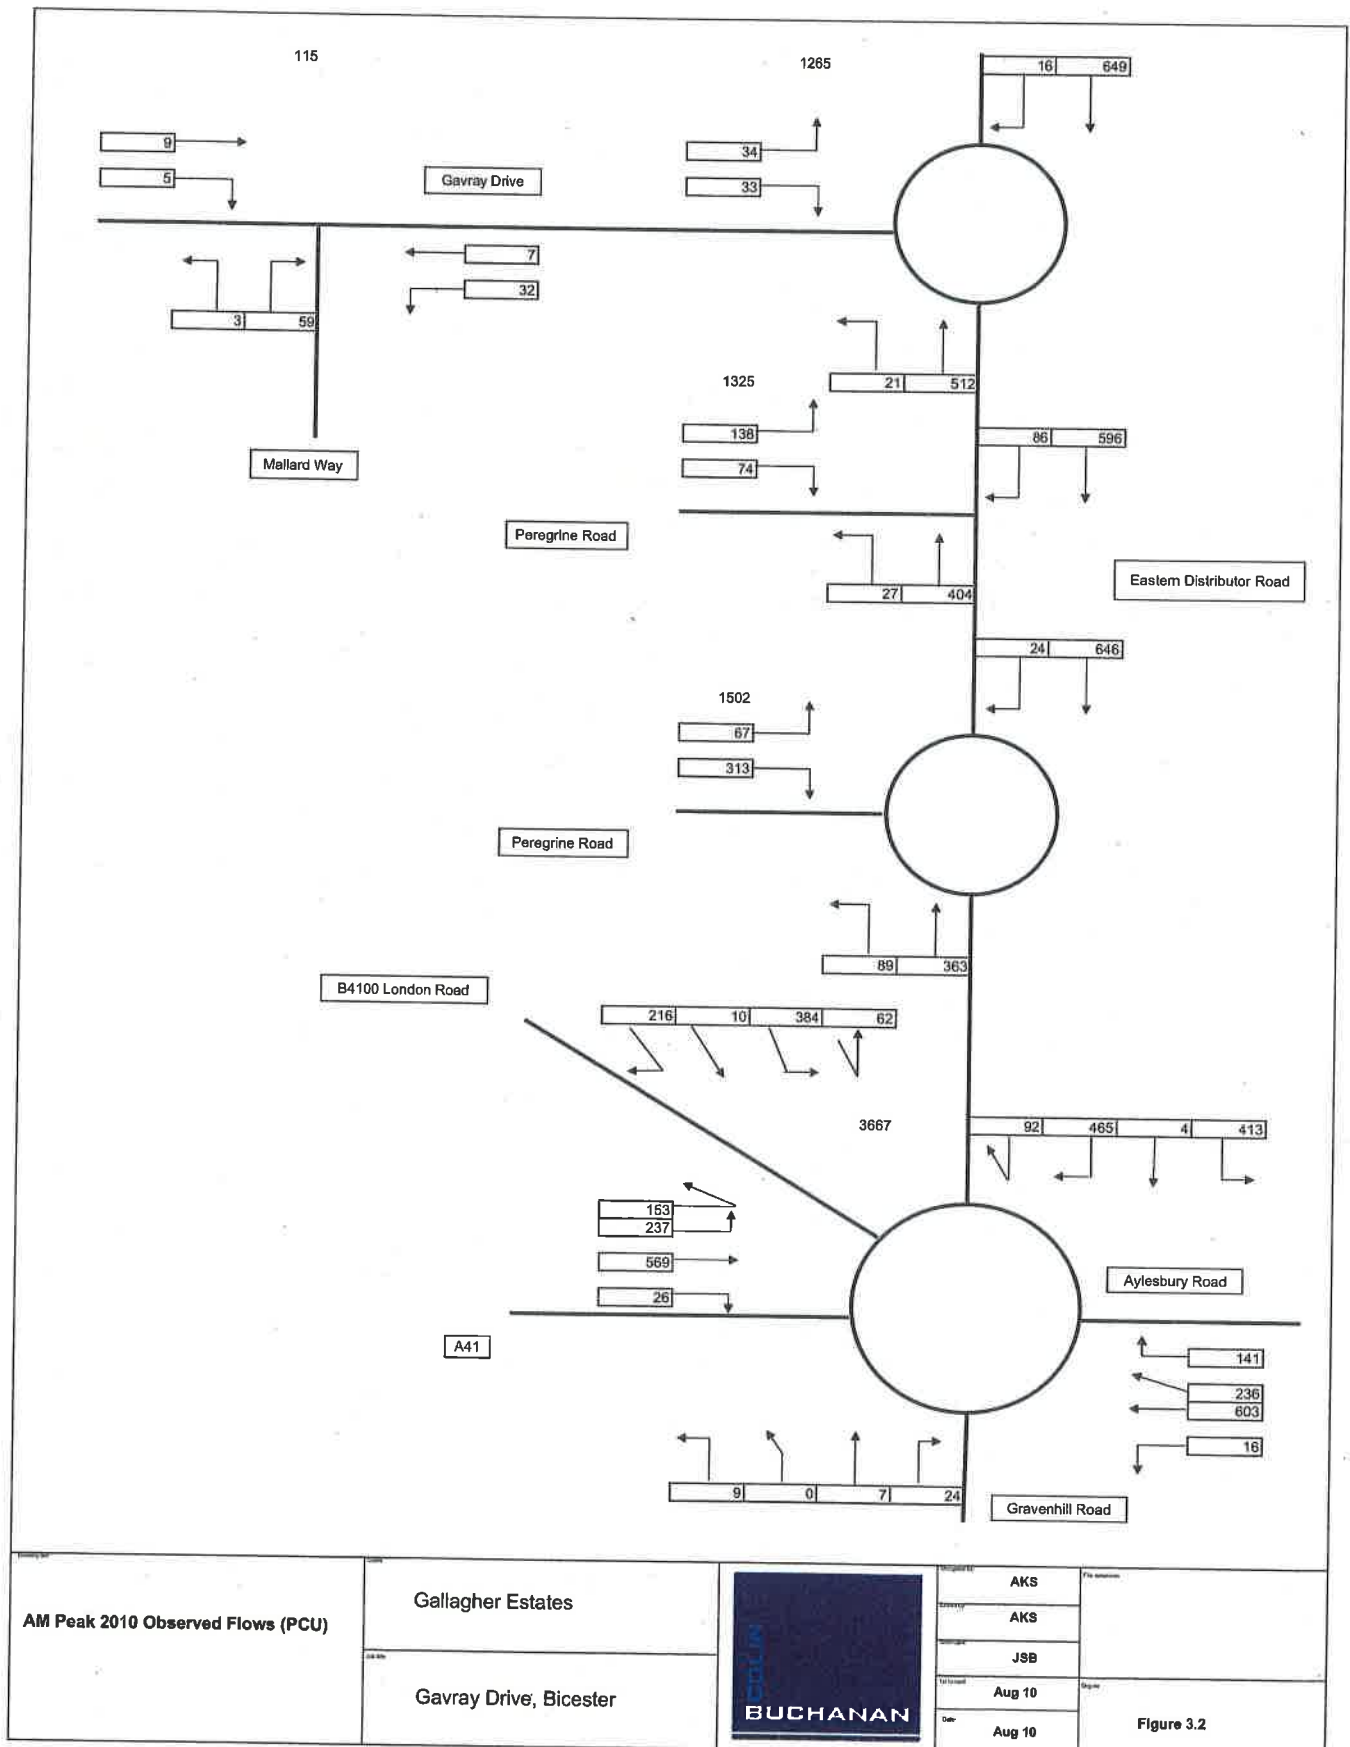 115
1265
16 649
9
34
5
Gavray Drive
33
7
32
3 59
1325
21 512
138
86 596
Mallard Way
74
Peregrine Road
27 404
Eastern Distributor Road
24 646
1502
67
313
Peregrine Road
89 363
B4100 London Road
216 10 384 62
3667
92 465 4 413
153
237
569
Aylesbury Road
26
A41
141
236
603
16
9 0 7 24
Gravenhill Road
AM Peak 2010 Observed Flows (PCU)
Gallagher Estates
Gavray Drive, Bicester
COLIN
BUCHANAN
AKS
AKS
JSB
Aug 10
Date
Aug 10
Figure 3.2